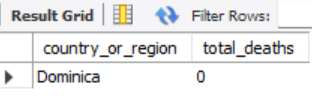 Result Grid Filter Rows:
country_or_region total_deaths
Dominica 0